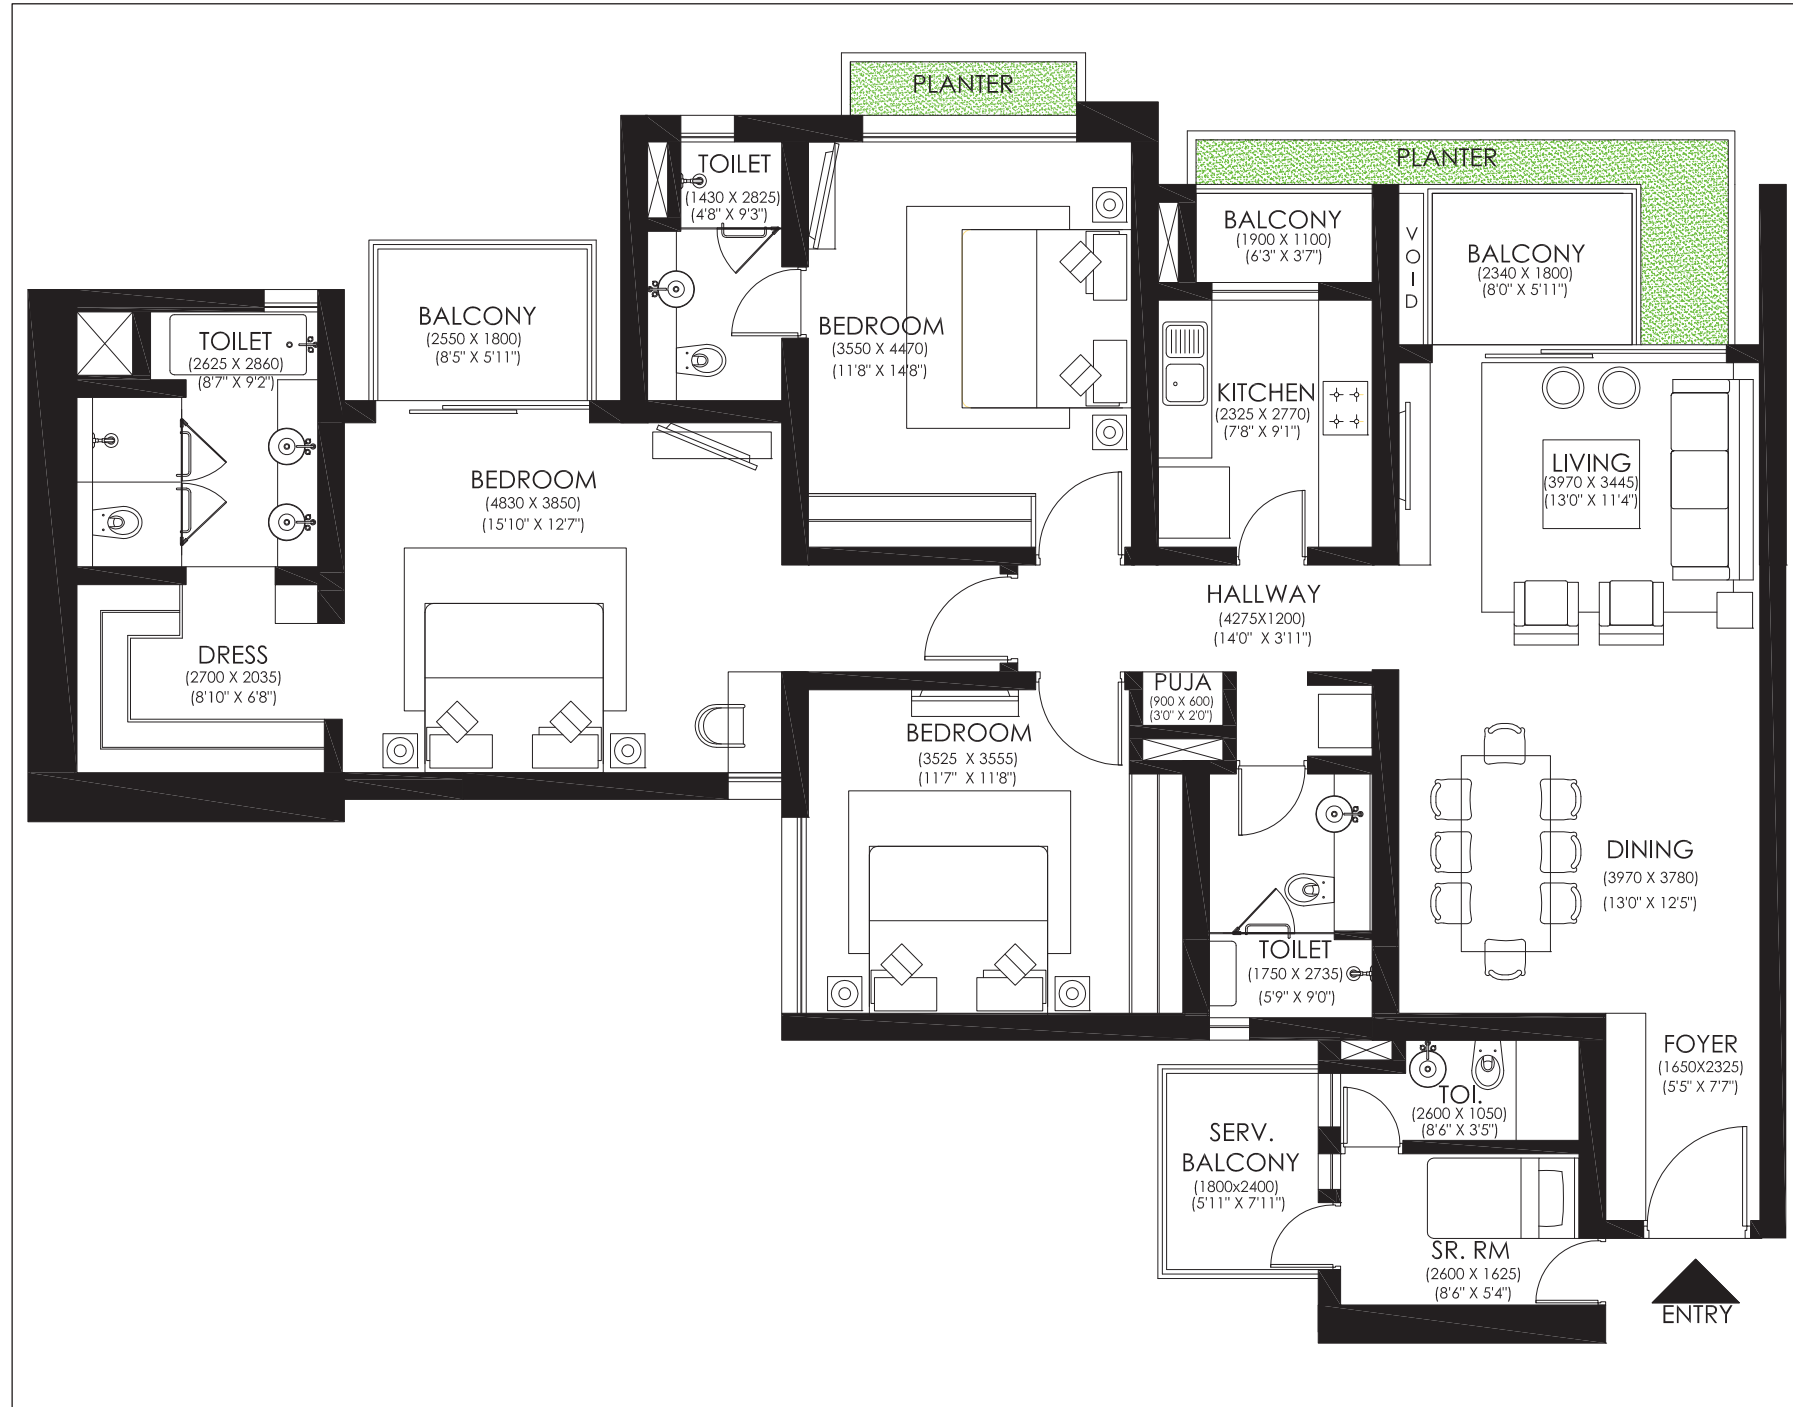 PLANTER
PLANTER
TOILET
(1430 X 2825)
(4'8" X 9'3")
BALCONY
(1900 X 1100)
(6'3" X 3'7")
VOID
BALCONY
(2340 X 1800)
(8'0" X 5'11")
TOILET
(2625 X 2860)
(8'7" X 9'2")
BALCONY
(2550 X 1800)
(8'5" X 5'11")
BEDROOM
(3550 X 4470)
(11'8" X 14'8")
KITCHEN
(2325 X 2770)
(7'8" X 9'1")
LIVING
(3970 X 3445)
(13'0" X 11'4")
BEDROOM
(4830 X 3850)
(15'10" X 12'7")
HALLWAY
(4275X1200)
(14'0" X 3'11")
DRESS
(2700 X 2035)
(8'10" X 6'8")
PUJA
(900 X 600)
(3'0" X 2'0")
BEDROOM
(3525 X 3555)
(11'7" X 11'8")
DINING
(3970 X 3780)
(13'0" X 12'5")
TOILET
(1750 X 2735)
(5'9" X 9'0")
FOYER
(1650X2325)
(5'5" X 7'7")
TOI.
(2600 X 1050)
(8'6" X 3'5")
SERV.
BALCONY
(1800x2400)
(5'11" X 7'11")
SR. RM
(2600 X 1625)
(8'6" X 5'4")
ENTRY